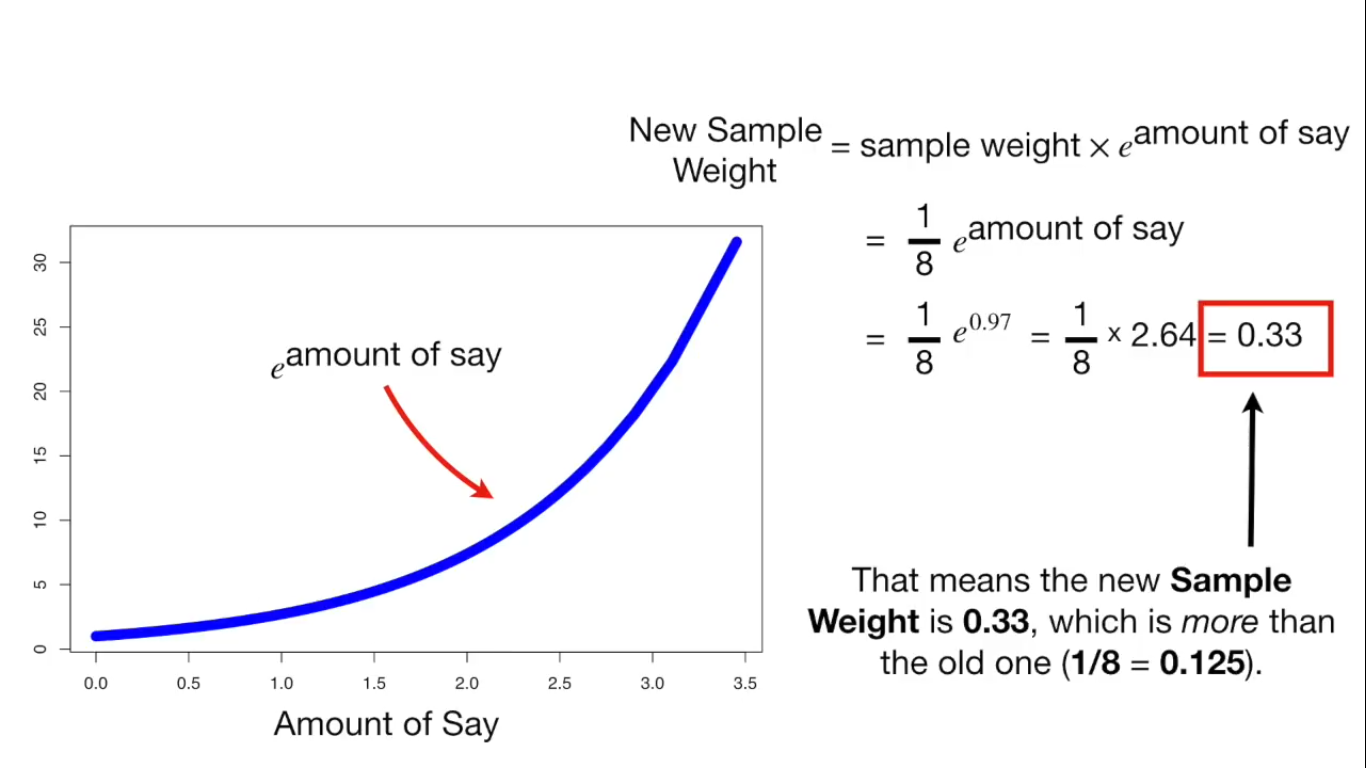 New Sample
Weight
= sample weight × e^amount of say
= 1/8 e^amount of say
= 1/8 e^0.97 = 1/8 x 2.64 = 0.33
e^amount of say
30
25
20
15
10
5
0
0.0 0.5 1.0 1.5 2.0 2.5 3.0 3.5
Amount of Say
That means the new Sample
Weight is 0.33, which is more than
the old one (1/8 = 0.125).